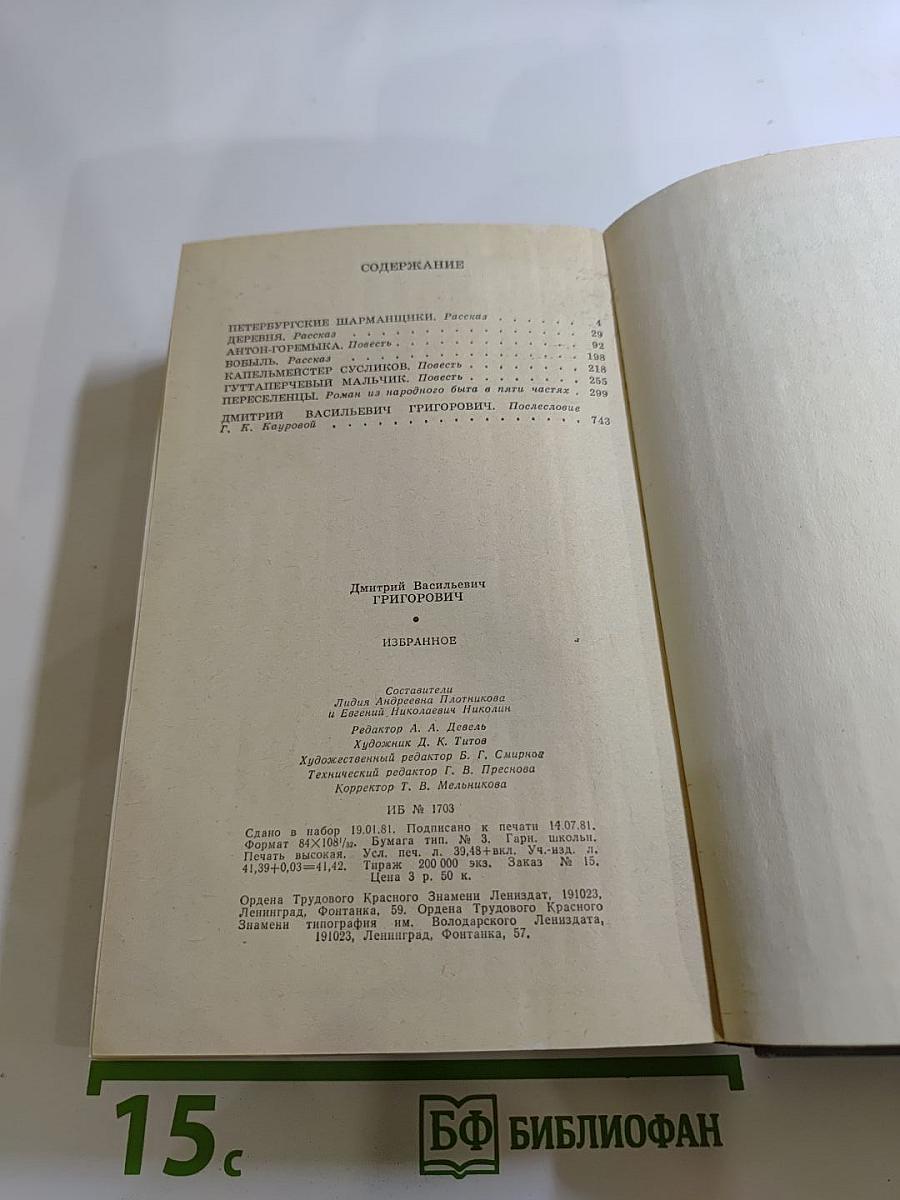 СОДЕРЖАНИЕ
ПЕТЕРБУРГСКИЕ ШАРМАНЩИКИ. Рассказ . . . . . . 4
ДЕРЕВНЯ. Рассказ . . . . . . . . . . . . . . 29
АНТОН-ГОРЕМЫКА. Повесть . . . . . . . . . . . 92
БОБЫЛЬ. Рассказ . . . . . . . . . . . . . . 198
КАПЕЛЬМЕЙСТЕР СУСЛИКОВ. Повесть . . . . . . . . 218
ГУТТАПЕРЧЕВЫЙ МАЛЬЧИК. Повесть . . . . . . . . 255
ПЕРЕСЕЛЕНЦЫ. Роман из народного быта в пяти частях . 299
ДМИТРИЙ ВАСИЛЬЕВИЧ ГРИГОРОВИЧ. Послесловие
Г. К. Кауровой . . . . . . . . . . . . . . . 743
Дмитрий Васильевич
ГРИГОРОВИЧ
•
ИЗБРАННОЕ
Составители
Лидия Андреевна Плотникова
и Евгений Николаевич Николин
Редактор А. А. Девель
Художник Д. К. Титов
Художественный редактор Б. Г. Смирнов
Технический редактор Г. В. Преснова
Корректор Т. В. Мельникова
ИБ № 1703
Сдано в набор 19.01.81. Подписано к печати 14.07.81.
Формат 84×108¹/₃₂. Бумага тип. № 3. Гарн. школьн.
Печать высокая. Усл. печ. л. 39,48+вкл. Уч.-изд. л.
41,39+0,03=41,42. Тираж 200 000 экз. Заказ № 15.
Цена 3 р. 50 к.
Ордена Трудового Красного Знамени Лениздат, 191023,
Ленинград, Фонтанка, 59. Ордена Трудового Красного
Знамени типография им. Володарского Лениздата,
191023, Ленинград, Фонтанка, 57.
15 с
БФ БИБЛИОФАН